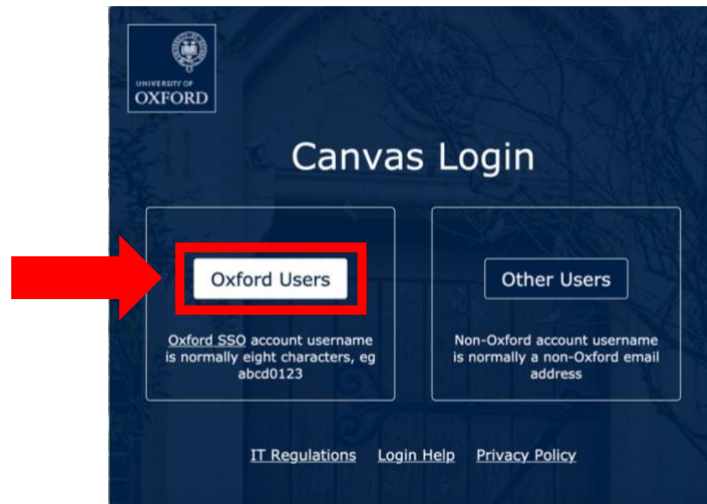 UNIVERSITY OF
OXFORD
Canvas Login
Oxford Users
Oxford SSO account username
is normally eight characters, eg
abcd0123
Other Users
Non-Oxford account username
is normally a non-Oxford email
address
IT Regulations Login Help Privacy Policy